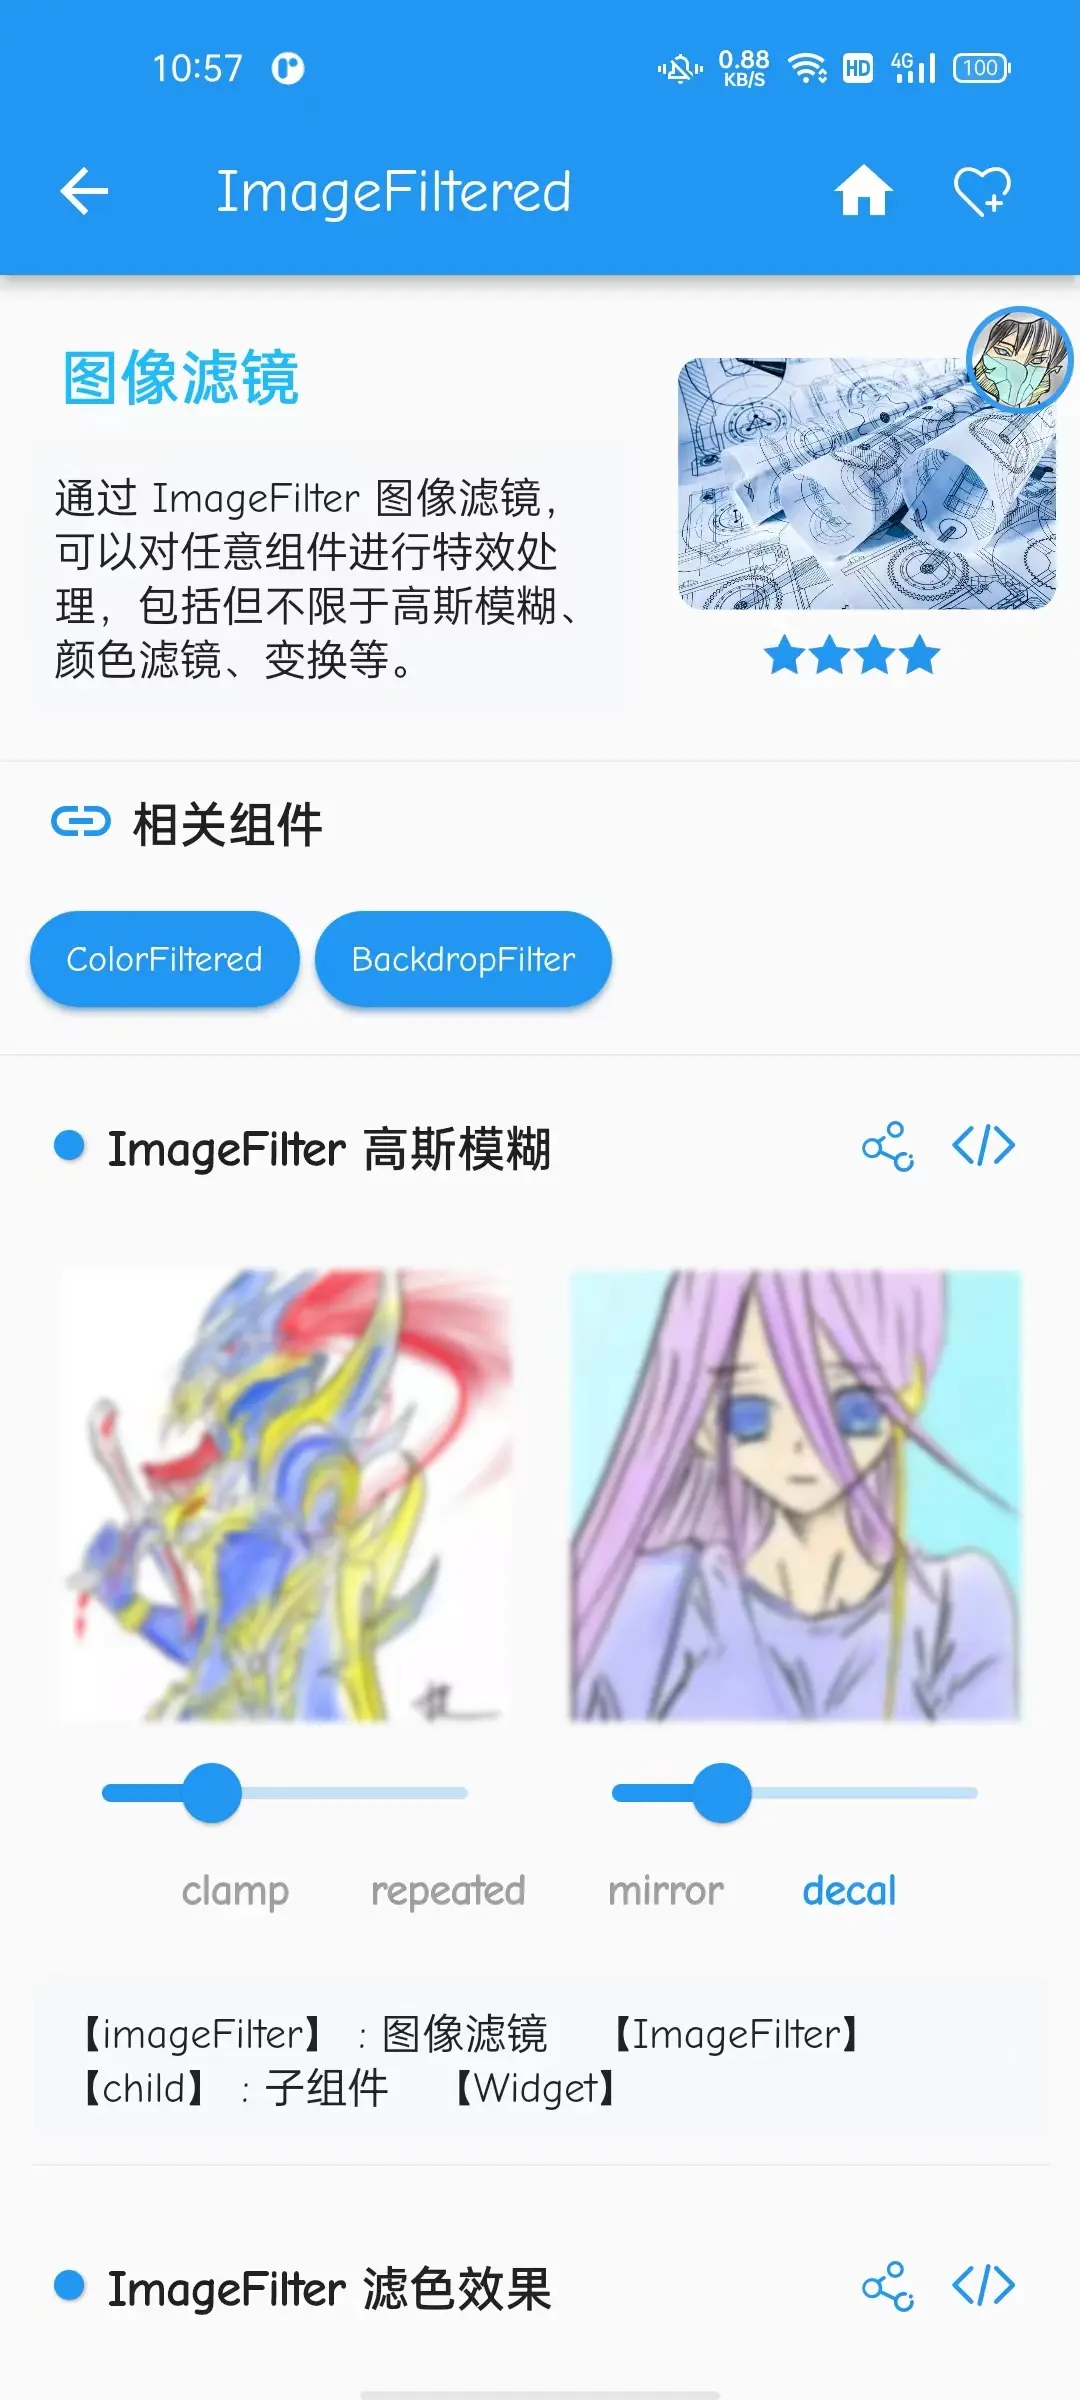 10:57
0.88 KB/S
HD
4G
100
ImageFiltered
图像滤镜
通过 ImageFilter 图像滤镜，
可以对任意组件进行特效处
理，包括但不限于高斯模糊、
颜色滤镜、变换等。
相关组件
ColorFiltered
BackdropFilter
ImageFilter 高斯模糊
clamp repeated mirror decal
【imageFilter】 : 图像滤镜 【ImageFilter】
【child】 : 子组件 【Widget】
ImageFilter 滤色效果